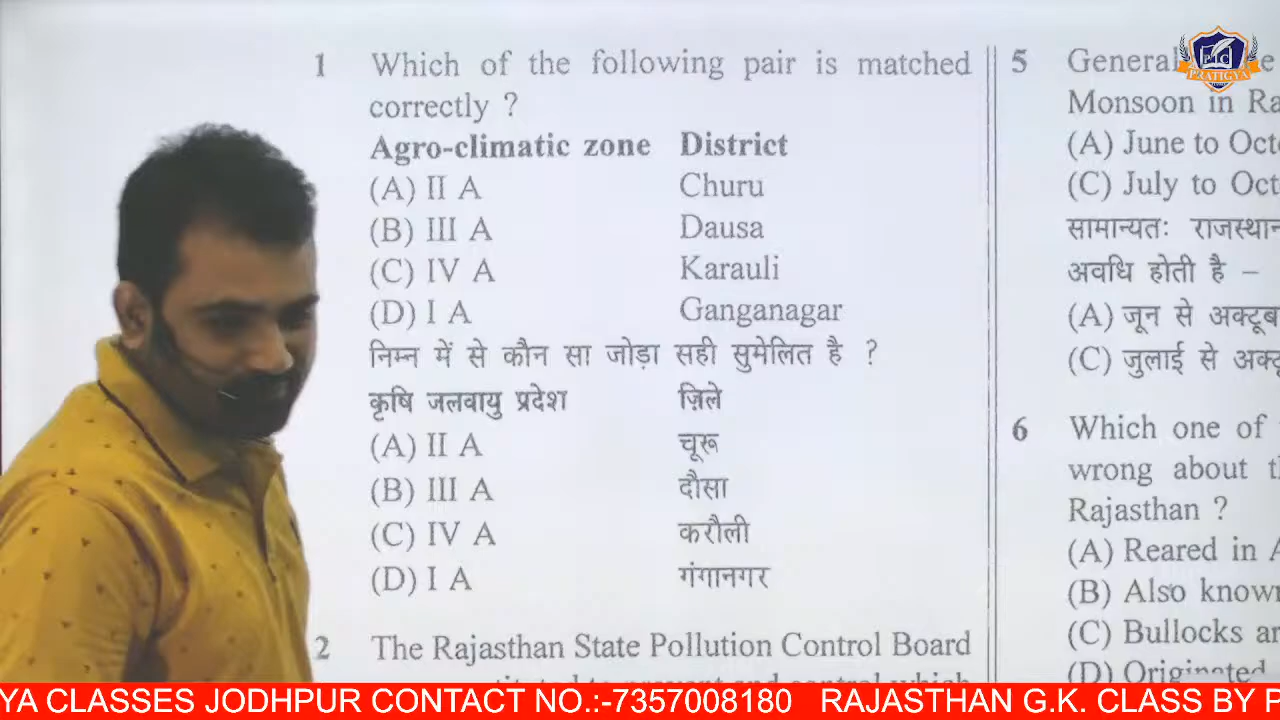 1 Which of the following pair is matched
correctly ?
Agro-climatic zone District
(A) II A Churu
(B) III A Dausa
(C) IV A Karauli
(D) I A Ganganagar
निम्न में से कौन सा जोड़ा सही सुमेलित है ?
कृषि जलवायु प्रदेश ज़िले
(A) II A चूरू
(B) III A दौसा
(C) IV A करौली
(D) I A गंगानगर
2 The Rajasthan State Pollution Control Board
5 General
Monsoon in Ra
(A) June to Octo
(C) July to Oct
सामान्यतः राजस्थान
अवधि होती है –
(A) जून से अक्टूब
(C) जुलाई से अक्टू
6 Which one of
wrong about th
Rajasthan ?
(A) Reared in A
(B) Also known
(C) Bullocks ar
(D) Originated
PRATIGYA
YA CLASSES JODHPUR CONTACT NO.:-7357008180 RAJASTHAN G.K. CLASS BY P